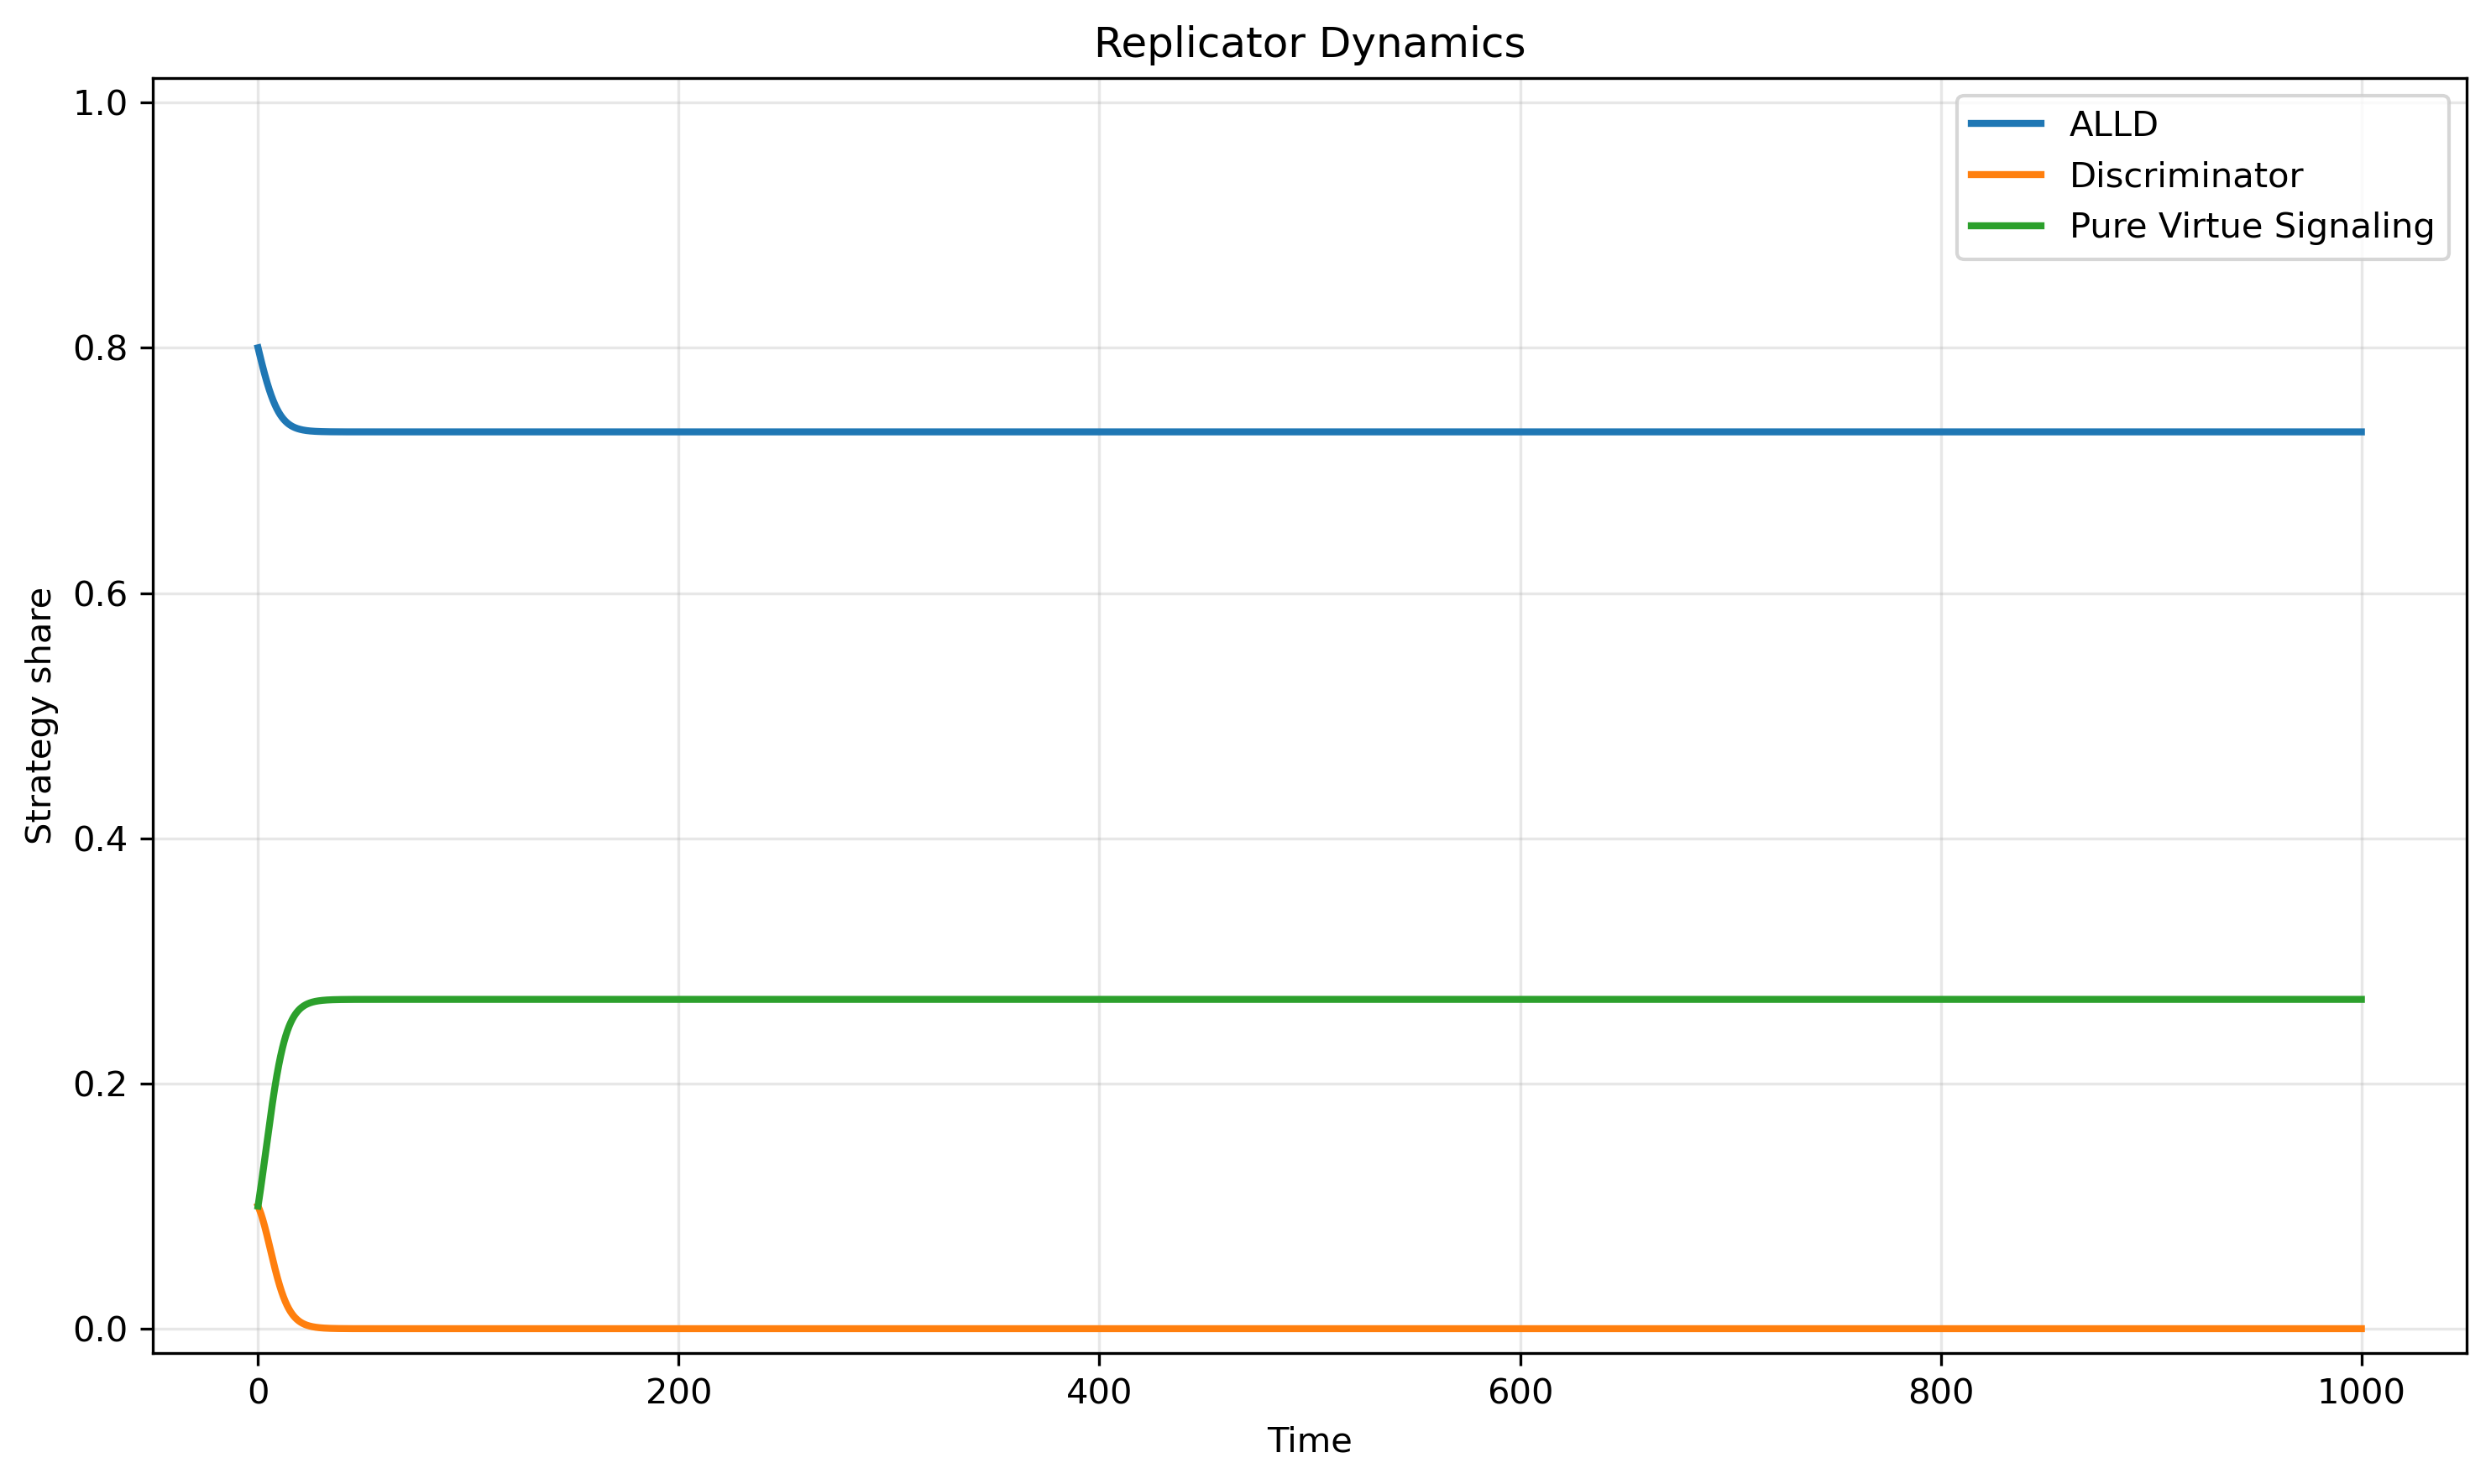 Replicator Dynamics
ALLD
Discriminator
Pure Virtue Signaling
Strategy share
1.0
0.8
0.6
0.4
0.2
0.0
0 200 400 600 800 1000
Time